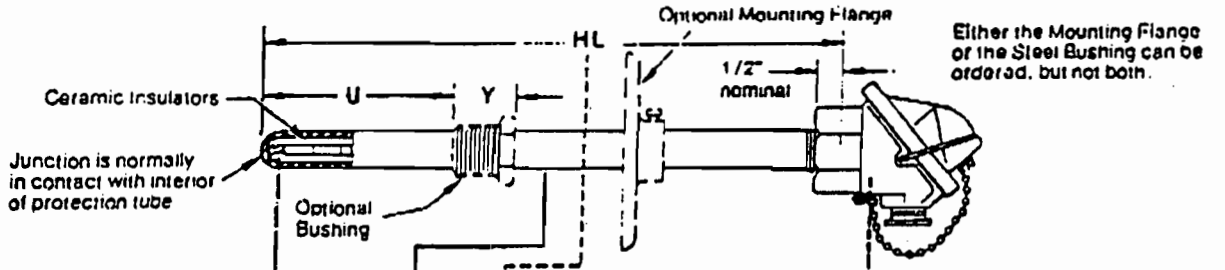 Optional Mounting Flange
HL
Either the Mounting Flange
or the Steel Bushing can be
ordered, but not both.
1/2"
nominal
Ceramic Insulators
U
Y
Junction is normally
in contact with interior
of protection tube
Optional
Bushing